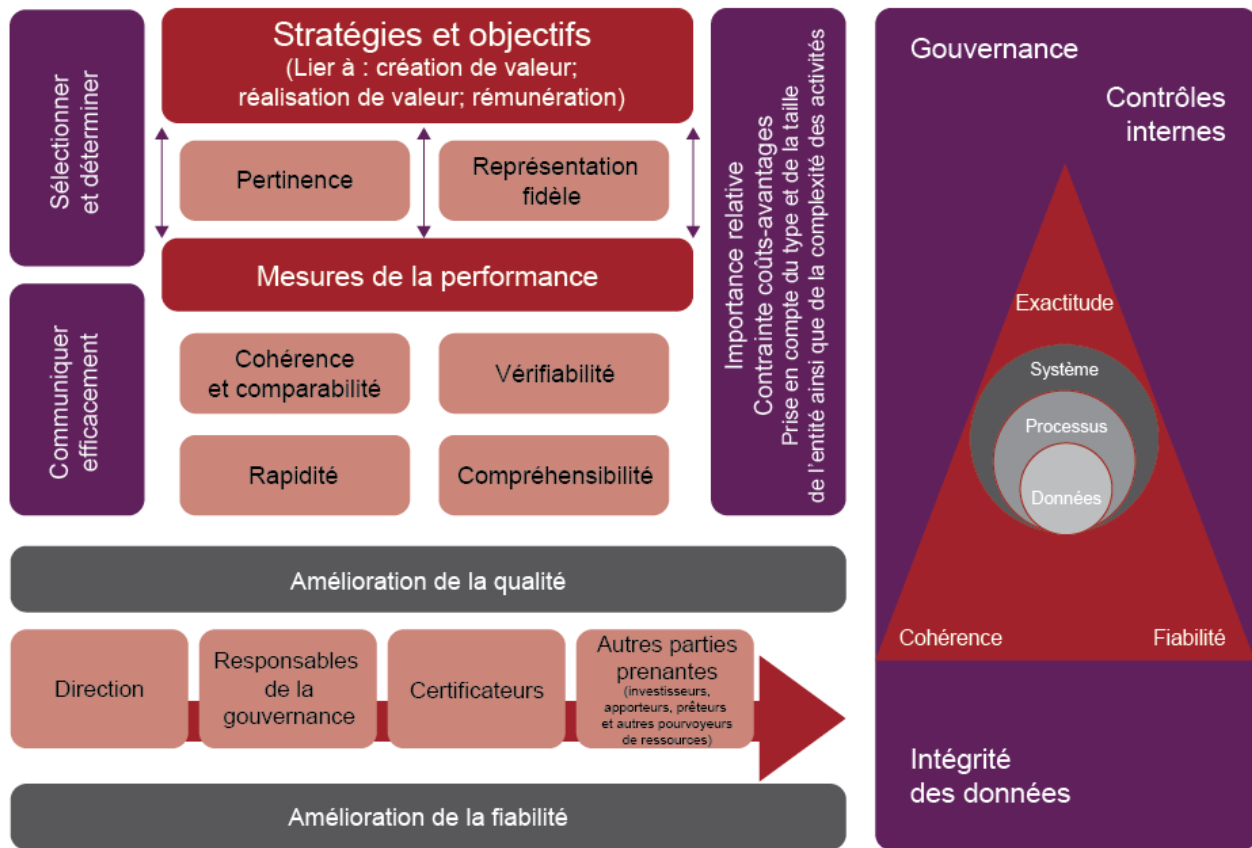 Sélectionner
et déterminer
Stratégies et objectifs
(Lier à : création de valeur;
réalisation de valeur; rémunération)
Pertinence
Représentation
fidèle
Mesures de la performance
Communiquer
efficacement
Cohérence
et comparabilité
Vérifiabilité
Rapidité
Compréhensibilité
Importance relative
Contrainte coûts-avantages
Prise en compte du type et de la taille
de l'entité ainsi que de la complexité des activités
Amélioration de la qualité
Direction
Responsables
de la
gouvernance
Certificateurs
Autres parties
prenantes
(investisseurs,
apporteurs, prêteurs
et autres pourvoyeurs
de ressources)
Amélioration de la fiabilité
Gouvernance
Contrôles
internes
Exactitude
Système
Processus
Données
Cohérence
Fiabilité
Intégrité
des données